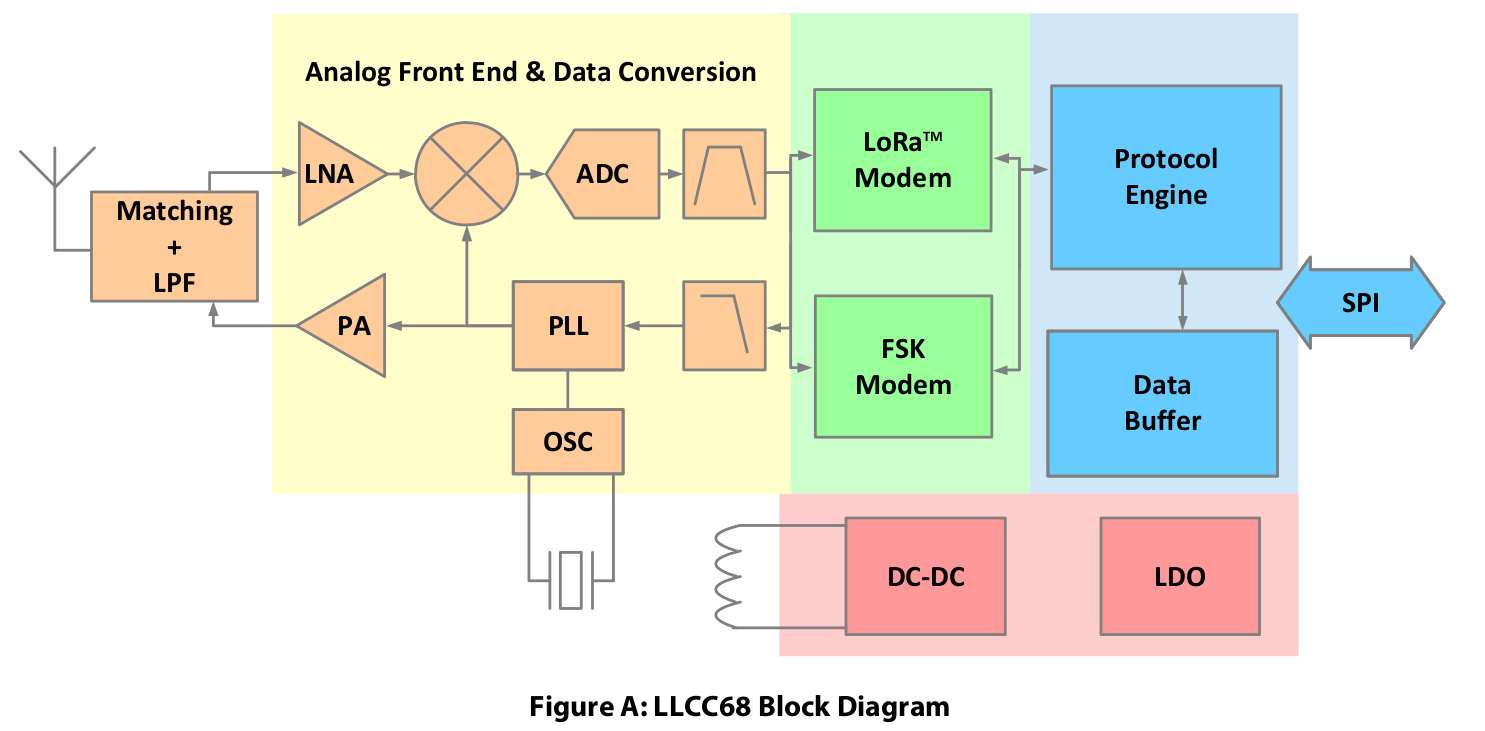 Analog Front End & Data Conversion
LNA
ADC
LoRa™
Modem
Protocol
Engine
Matching
+
LPF
PA
PLL
FSK
Modem
SPI
Data
Buffer
OSC
DC-DC
LDO
Figure A: LLCC68 Block Diagram